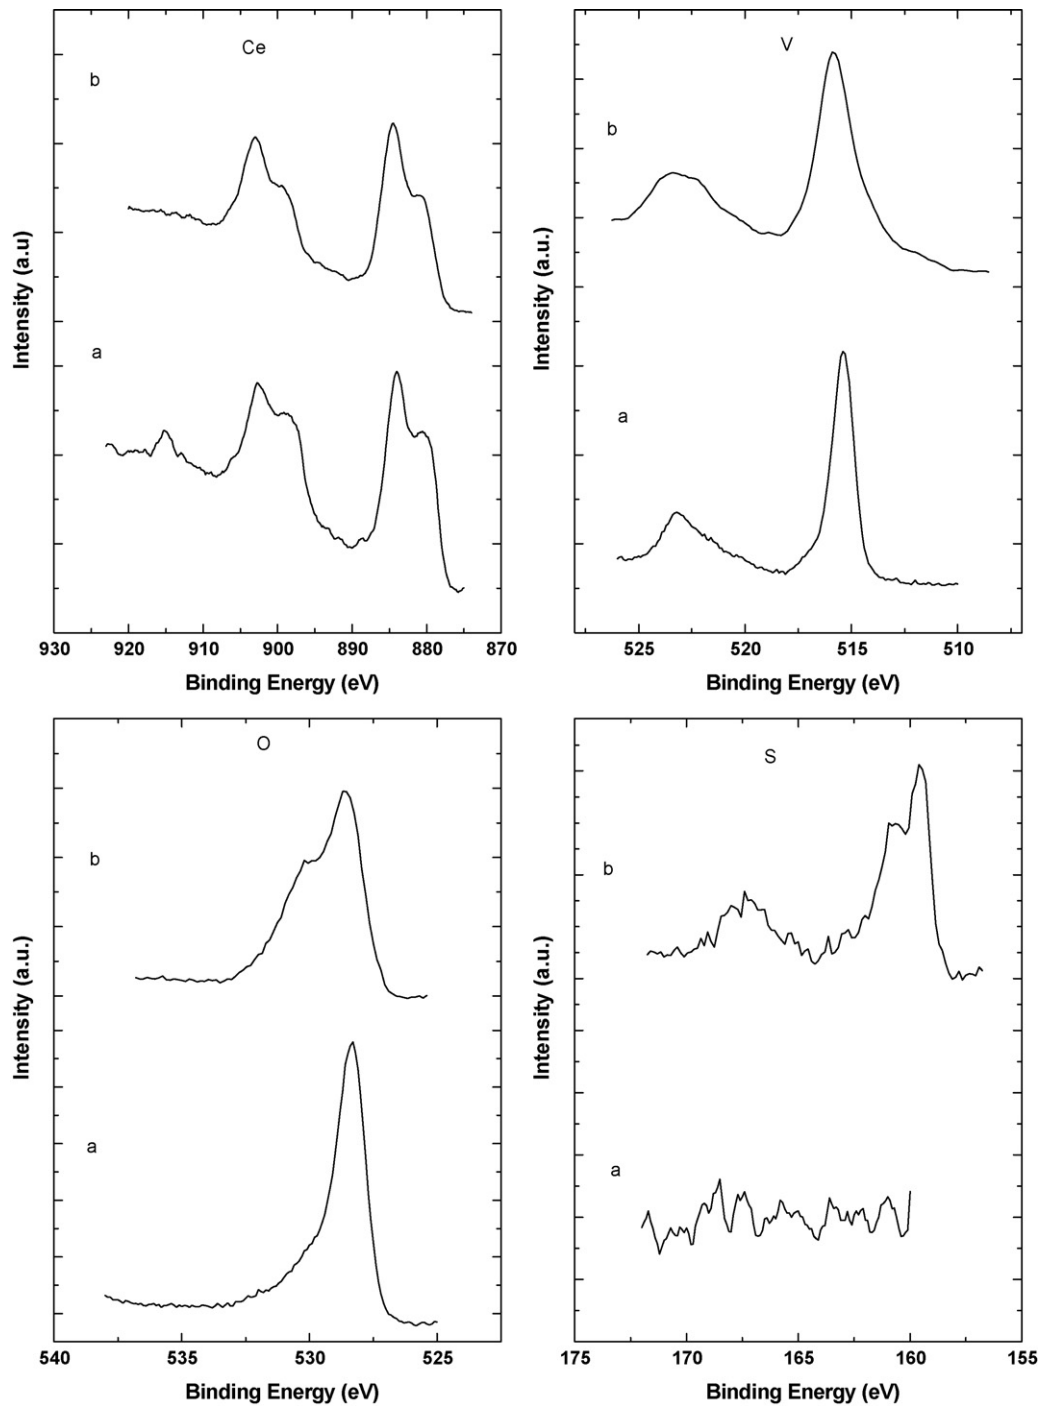 Ce
b
a
Intensity (a.u)
930 920 910 900 890 880 870
Binding Energy (eV)
V
b
a
Intensity (a.u.)
525 520 515 510
Binding Energy (eV)
O
b
a
Intensity (a.u.)
540 535 530 525
Binding Energy (eV)
S
b
a
Intensity (a.u.)
175 170 165 160 155
Binding Energy (eV)